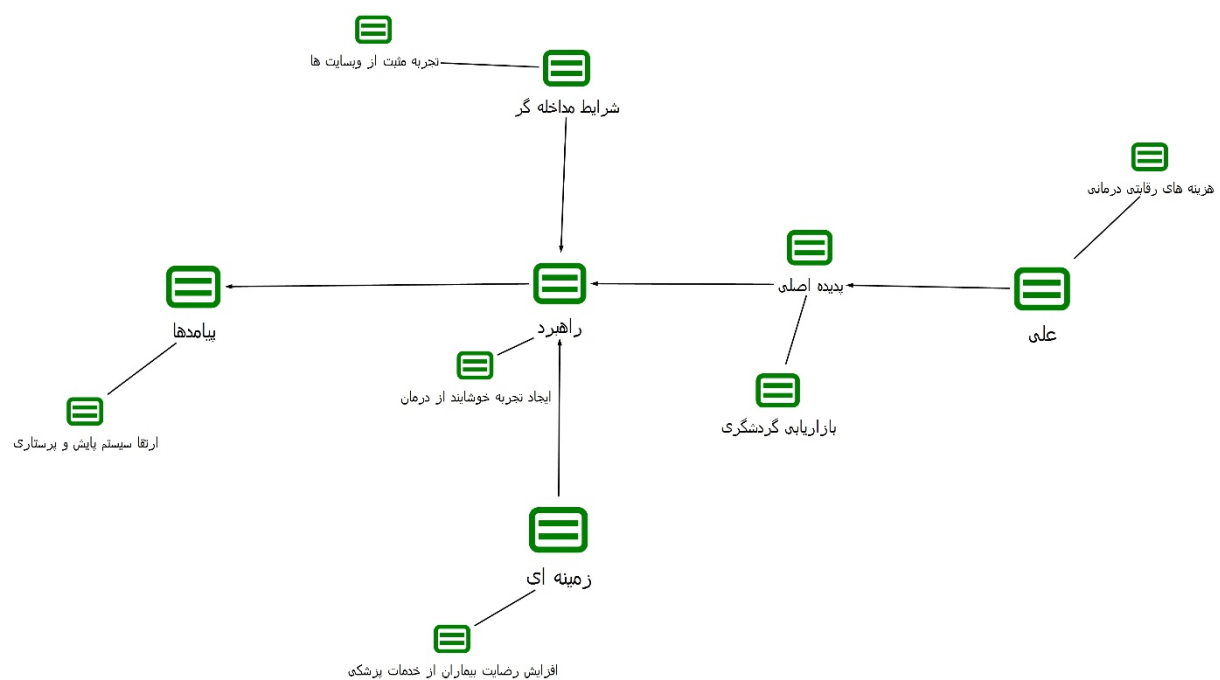 تجربه مثبت از وبسایت ها
شرایط مداخله گر
هزینه های رقابتی درمانی
پدیده اصلی
علی
راهبرد
پیامدها
ایجاد تجربه خوشایند از درمان
بازاریابی گردشگری
ارتقا سیستم پایش و پرستاری
زمینه ای
افزایش رضایت بیماران از خدمات پزشکی